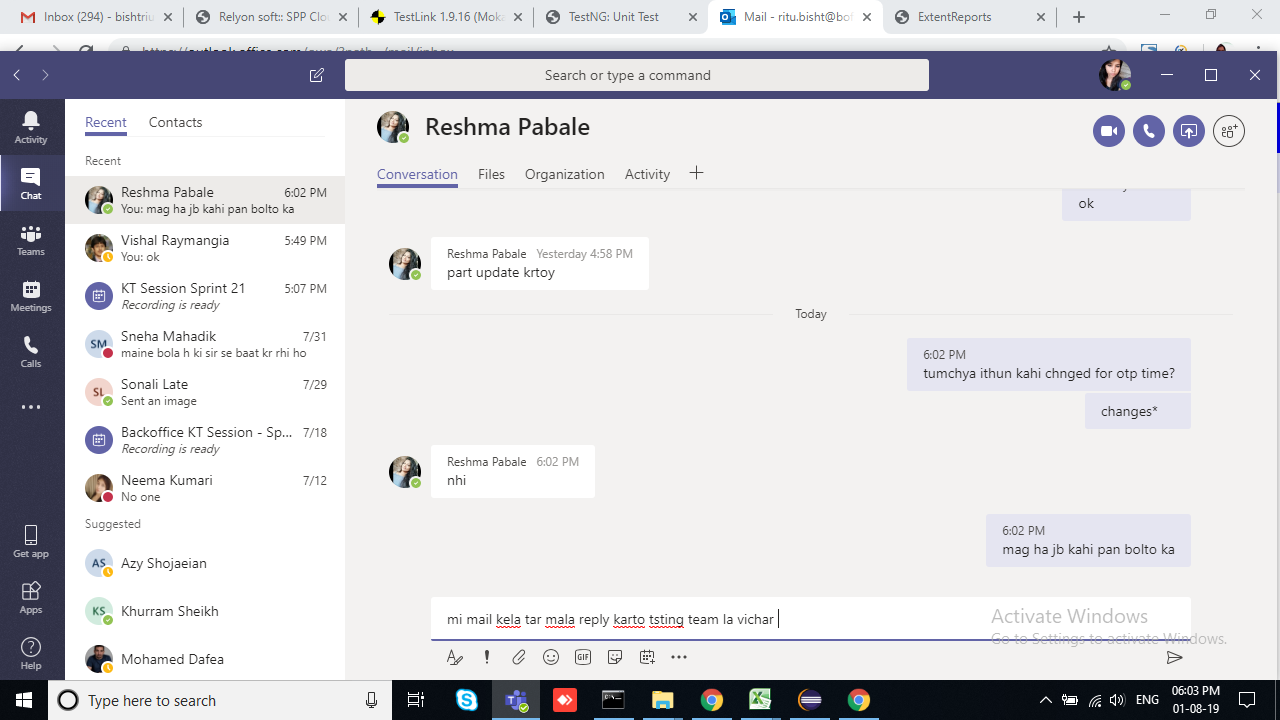 Inbox (294) - bishtriu
Relyon soft:: SPP Clou
TestLink 1.9.16 (Moka
TestNG: Unit Test
Mail - ritu.bisht@bof
ExtentReports
Search or type a command
Activity
Chat
Teams
Meetings
Calls
Get app
Apps
Help
Recent
Contacts
Recent
Reshma Pabale
6:02 PM
You: mag ha jb kahi pan bolto ka
Vishal Raymangia
5:49 PM
You: ok
KT Session Sprint 21
5:07 PM
Recording is ready
SM
Sneha Mahadik
7/31
maine bola h ki sir se baat kr rhi ho
SL
Sonali Late
7/29
Sent an image
Backoffice KT Session - Sp...
7/18
Recording is ready
Neema Kumari
7/12
No one
Suggested
AS
Azy Shojaeian
KS
Khurram Sheikh
Mohamed Dafea
Reshma Pabale
Conversation
Files
Organization
Activity
ok
Reshma Pabale Yesterday 4:58 PM
part update krtoy
Today
6:02 PM
tumchya ithun kahi chnged for otp time?
changes*
Reshma Pabale 6:02 PM
nhi
6:02 PM
mag ha jb kahi pan bolto ka
mi mail kela tar mala reply karto tsting team la vichar
GIF
Activate Windows
Go to Settings to activate Windows.
Type here to search
ENG
06:03 PM
01-08-19